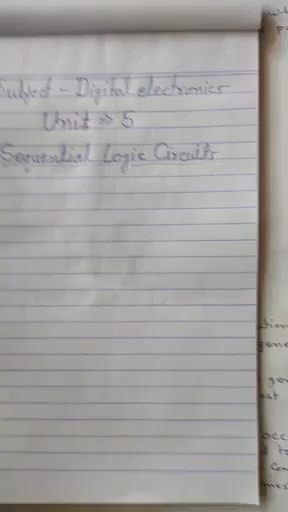 Subject - Digital electronics
Unit ⇒ 5
Sequential Logic Circuits